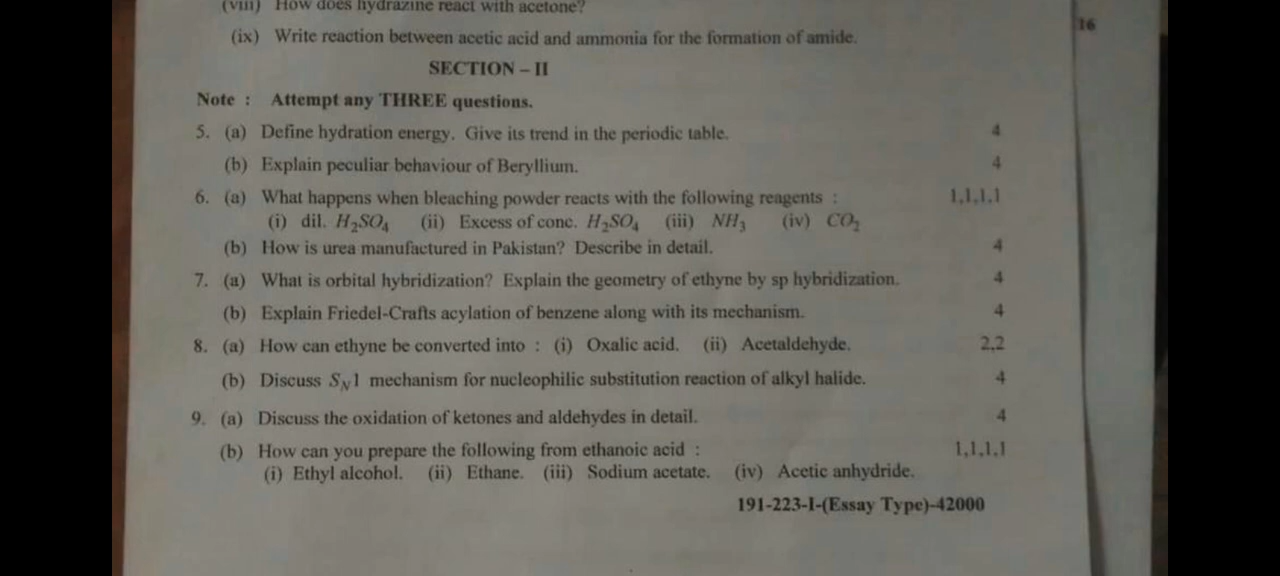 (viii) How does hydrazine react with acetone?
16
(ix) Write reaction between acetic acid and ammonia for the formation of amide.
SECTION – II
Note : Attempt any THREE questions.
5. (a) Define hydration energy. Give its trend in the periodic table. 4
(b) Explain peculiar behaviour of Beryllium. 4
6. (a) What happens when bleaching powder reacts with the following reagents : 1,1,1,1
(i) dil. H₂SO₄ (ii) Excess of conc. H₂SO₄ (iii) NH₃ (iv) CO₂
(b) How is urea manufactured in Pakistan? Describe in detail. 4
7. (a) What is orbital hybridization? Explain the geometry of ethyne by sp hybridization. 4
(b) Explain Friedel-Crafts acylation of benzene along with its mechanism. 4
8. (a) How can ethyne be converted into : (i) Oxalic acid. (ii) Acetaldehyde. 2,2
(b) Discuss S_N1 mechanism for nucleophilic substitution reaction of alkyl halide. 4
9. (a) Discuss the oxidation of ketones and aldehydes in detail. 4
(b) How can you prepare the following from ethanoic acid : 1,1,1,1
(i) Ethyl alcohol. (ii) Ethane. (iii) Sodium acetate. (iv) Acetic anhydride.
191-223-I-(Essay Type)-42000